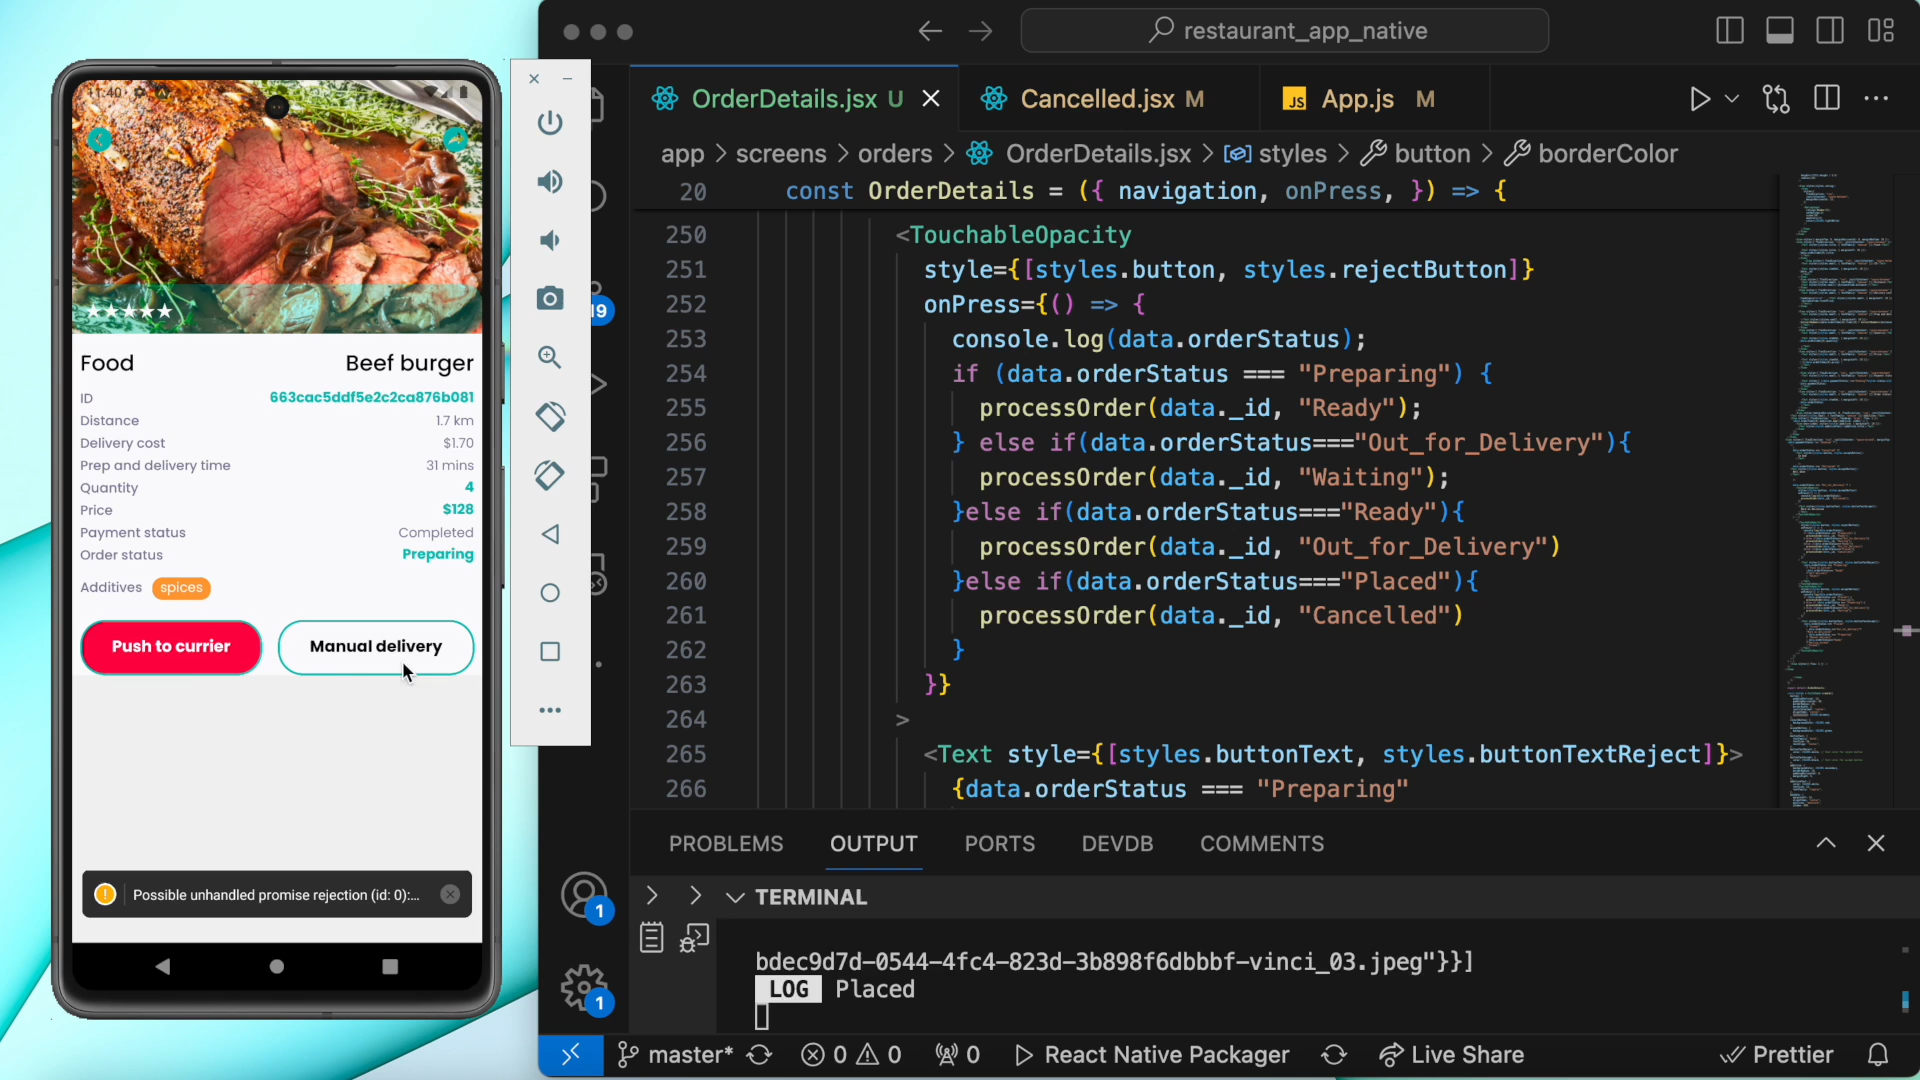 11:40
★★★★★
Food Beef burger
ID 663cac5ddf5e2c2ca876b081
Distance 1.7 km
Delivery cost $1.70
Prep and delivery time 31 mins
Quantity 4
Price $128
Payment status Completed
Order status Preparing
Additives spices
Push to currier Manual delivery
Possible unhandled promise rejection (id: 0):...
restaurant_app_native
OrderDetails.jsx U Cancelled.jsx M App.js M
app > screens > orders > OrderDetails.jsx > styles > button > borderColor
20 const OrderDetails = ({ navigation, onPress, }) => {
250 <TouchableOpacity
251 style={[styles.button, styles.rejectButton]}
252 onPress={() => {
253 console.log(data.orderStatus);
254 if (data.orderStatus === "Preparing") {
255 processOrder(data._id, "Ready");
256 } else if(data.orderStatus==="Out_for_Delivery"){
257 processOrder(data._id, "Waiting");
258 }else if(data.orderStatus==="Ready"){
259 processOrder(data._id, "Out_for_Delivery")
260 }else if(data.orderStatus==="Placed"){
261 processOrder(data._id, "Cancelled")
262 }
263 }}
264 >
265 <Text style={[styles.buttonText, styles.buttonTextReject]}>
266 {data.orderStatus === "Preparing"
19
PROBLEMS OUTPUT PORTS DEVDB COMMENTS
TERMINAL
bdec9d7d-0544-4fc4-823d-3b898f6dbbbf-vinci_03.jpeg"}}]
LOG Placed
1
1
master* 0 0 0 React Native Packager Live Share Prettier